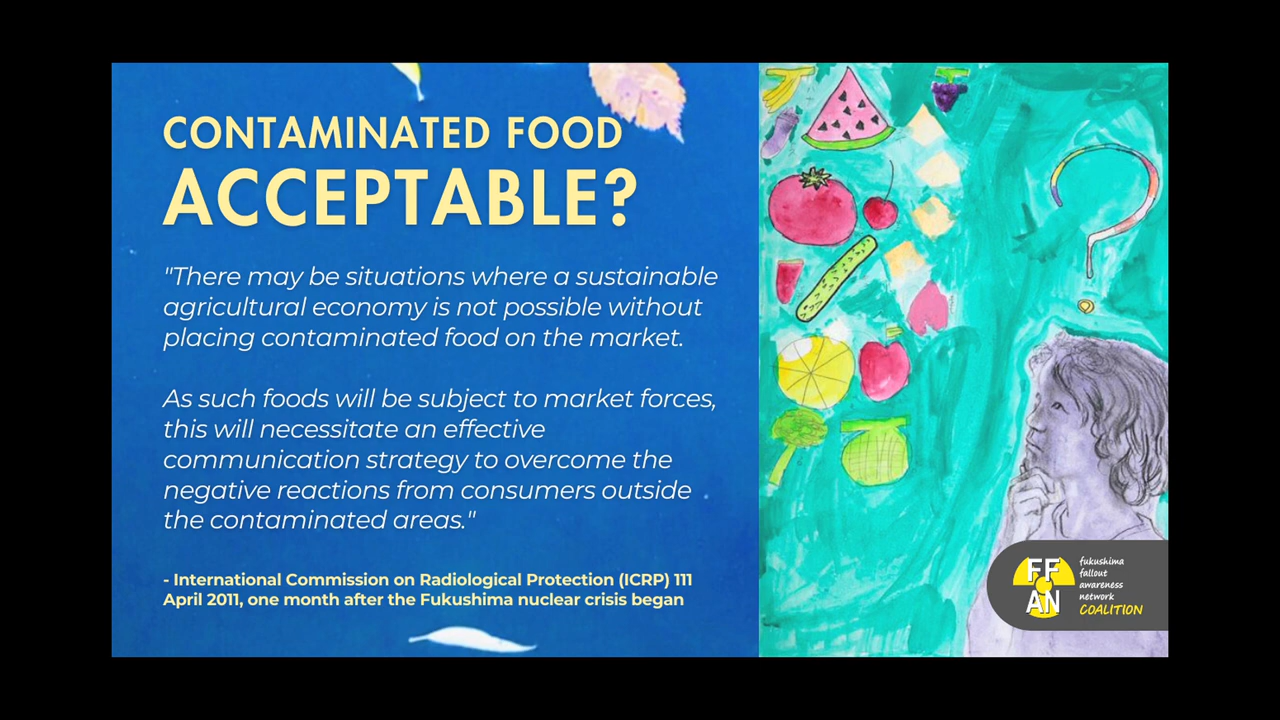 CONTAMINATED FOOD
ACCEPTABLE?
"There may be situations where a sustainable
agricultural economy is not possible without
placing contaminated food on the market.
As such foods will be subject to market forces,
this will necessitate an effective
communication strategy to overcome the
negative reactions from consumers outside
the contaminated areas."
- International Commission on Radiological Protection (ICRP) 111
April 2011, one month after the Fukushima nuclear crisis began
FF
AN
fukushima
fallout
awareness
network
COALITION